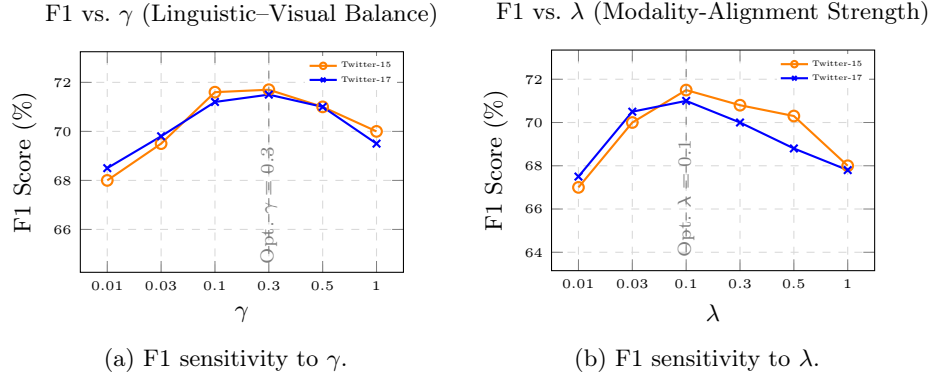 F1 vs. γ (Linguistic–Visual Balance)
F1 Score (%)
72
70
68
66
Twitter-15
Twitter-17
Opt. γ = 0.3
0.01 0.03 0.1 0.3 0.5 1
γ
(a) F1 sensitivity to γ.
F1 vs. λ (Modality-Alignment Strength)
F1 Score (%)
72
70
68
66
64
Twitter-15
Twitter-17
Opt. λ = 0.1
0.01 0.03 0.1 0.3 0.5 1
λ
(b) F1 sensitivity to λ.